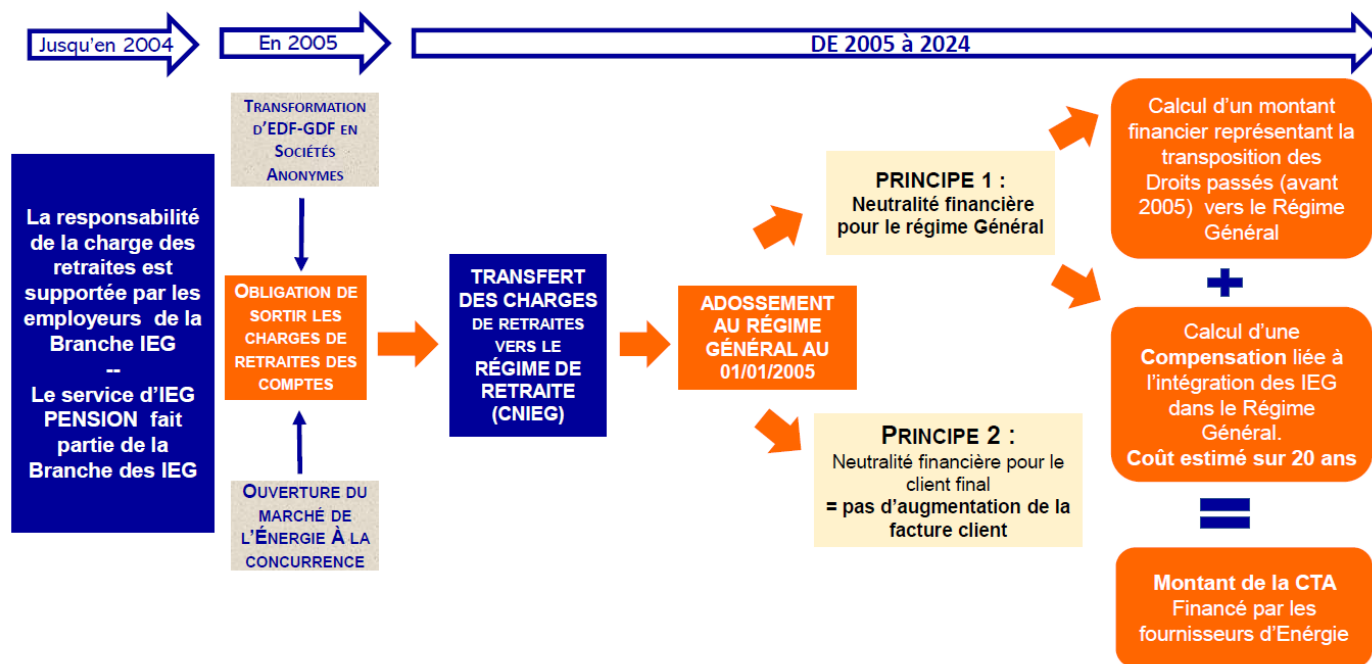 Jusqu'en 2004
En 2005
DE 2005 à 2024
La responsabilité
de la charge des
retraites est
supportée par les
employeurs de la
Branche IEG
--
Le service d'IEG
PENSION fait
partie de la
Branche des IEG
TRANSFORMATION
D'EDF-GDF EN
SOCIÉTÉS
ANONYMES
OBLIGATION DE
SORTIR LES
CHARGES DE
RETRAITES DES
COMPTES
OUVERTURE DU
MARCHÉ DE
L'ÉNERGIE À LA
CONCURRENCE
TRANSFERT
DES CHARGES
DE RETRAITES
VERS LE
RÉGIME DE
RETRAITE
(CNIEG)
ADOSSEMENT
AU RÉGIME
GÉNÉRAL AU
01/01/2005
PRINCIPE 1 :
Neutralité financière
pour le régime Général
PRINCIPE 2 :
Neutralité financière pour le
client final
= pas d'augmentation de la
facture client
Calcul d'un montant
financier représentant la
transposition des
Droits passés (avant
2005) vers le Régime
Général
+
Calcul d'une
Compensation liée à
l'intégration des IEG
dans le Régime
Général.
Coût estimé sur 20 ans
=
Montant de la CTA
Financé par les
fournisseurs d'Enérgie